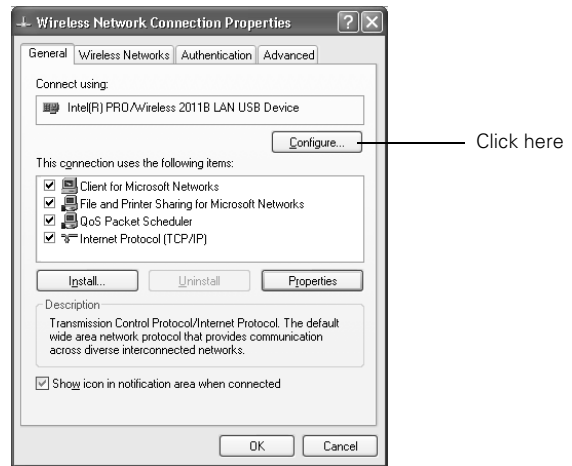 Wireless Network Connection Properties
General Wireless Networks Authentication Advanced
Connect using:
Intel(R) PRO/Wireless 2011B LAN USB Device
Configure...
Click here
This connection uses the following items:
Client for Microsoft Networks
File and Printer Sharing for Microsoft Networks
QoS Packet Scheduler
Internet Protocol (TCP/IP)
Install... Uninstall Properties
Description
Transmission Control Protocol/Internet Protocol. The default
wide area network protocol that provides communication
across diverse interconnected networks.
Show icon in notification area when connected
OK Cancel